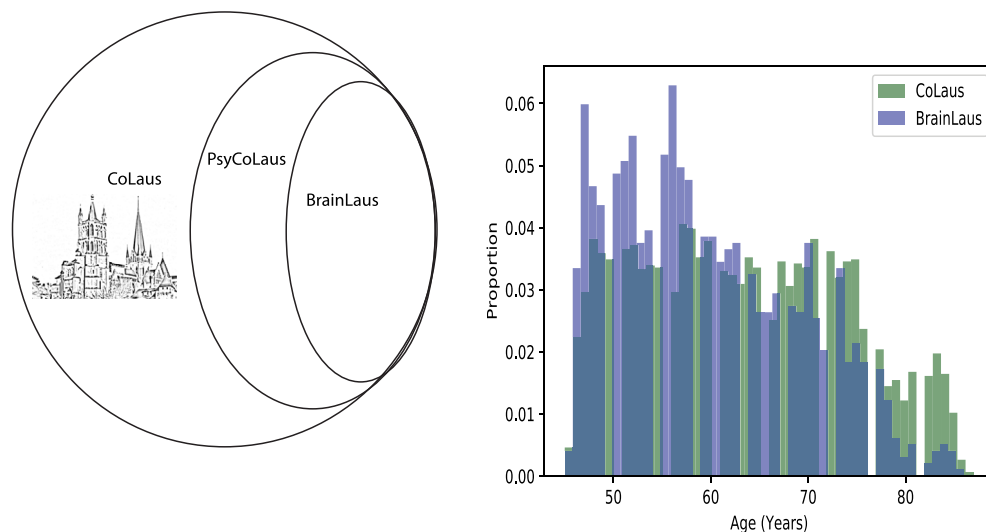 CoLaus
PsyCoLaus
BrainLaus
CoLaus
BrainLaus
0.06
0.05
0.04
0.03
0.02
0.01
0.00
Proportion
50 60 70 80
Age (Years)